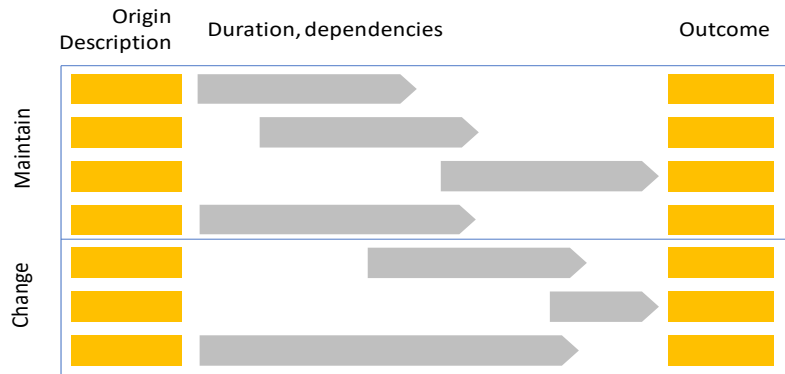 Origin
Description
Duration, dependencies
Outcome
Maintain
Change